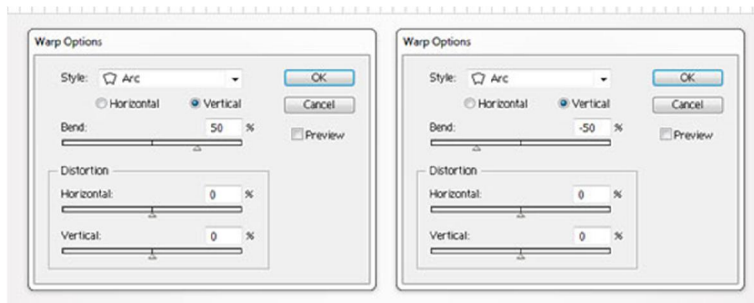 Warp Options
Style: Arc OK
Horizontal Vertical Cancel
Bend: 50 % Preview
Distortion
Horizontal: 0 %
Vertical: 0 %
Warp Options
Style: Arc OK
Horizontal Vertical Cancel
Bend: -50 % Preview
Distortion
Horizontal: 0 %
Vertical: 0 %